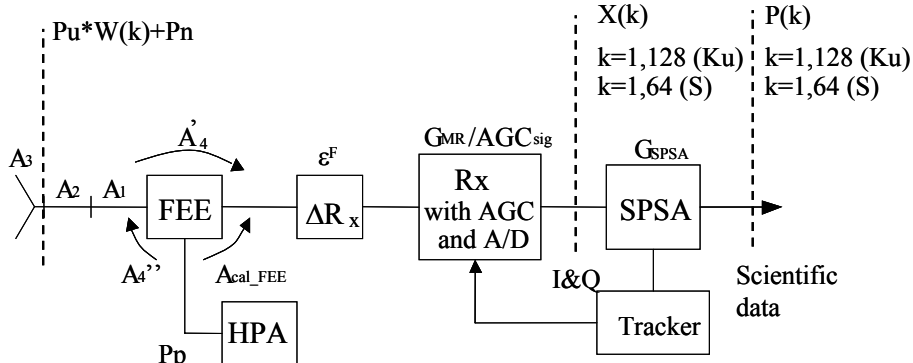 Pu*W(k)+Pn
X(k)
P(k)
k=1,128 (Ku)
k=1,64 (S)
k=1,128 (Ku)
k=1,64 (S)
A3
A2
A1
A'4
A4''
FEE
Acal_FEE
εF
ΔRx
GMR/AGCsig
Rx
with AGC
and A/D
GSPSA
SPSA
I&Q
Tracker
Scientific
data
HPA
Pp